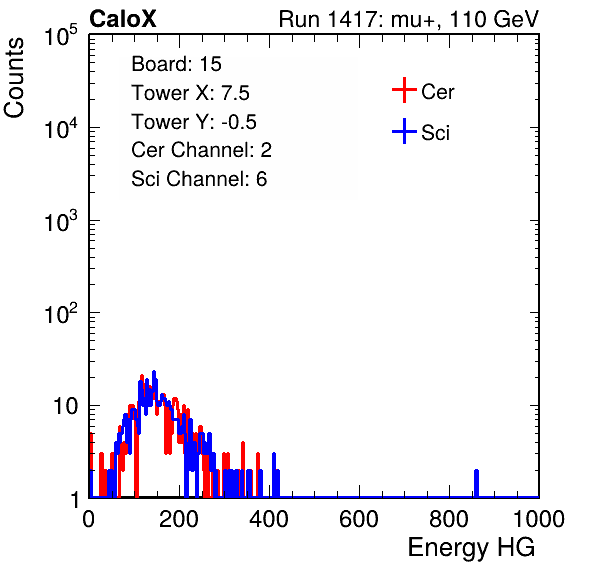 CaloX Run 1417: mu+, 110 GeV
Counts
10^5
10^4
10^3
10^2
10
1
Board: 15
Tower X: 7.5
Tower Y: -0.5
Cer Channel: 2
Sci Channel: 6
Cer
Sci
0 200 400 600 800 1000
Energy HG